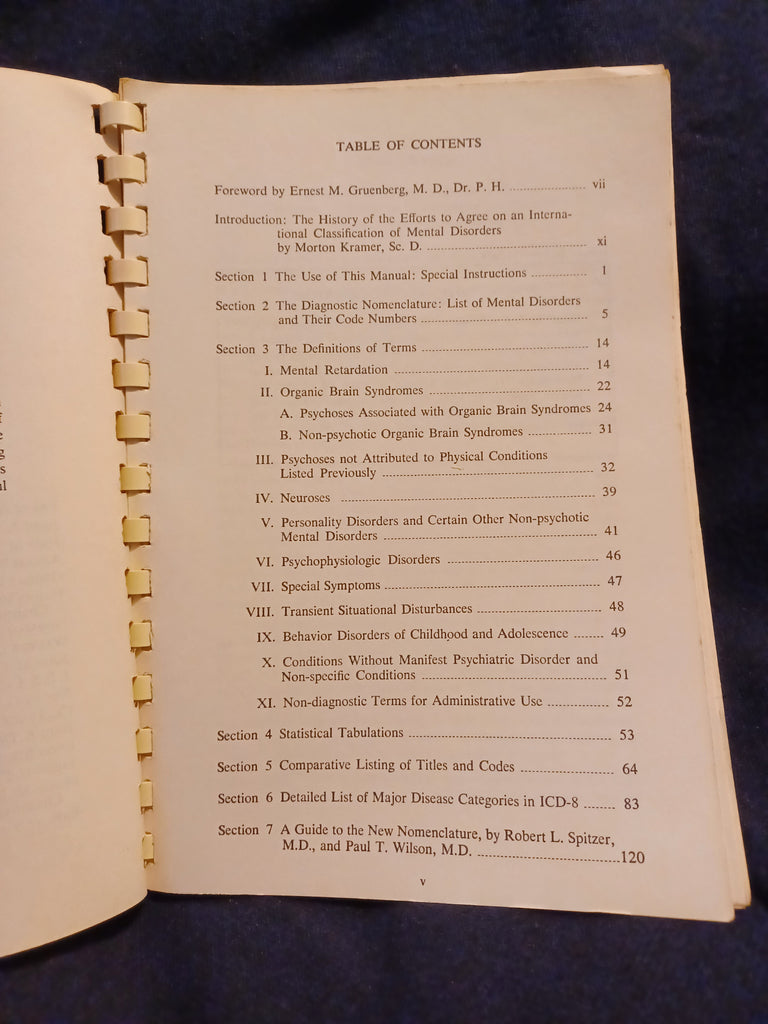 TABLE OF CONTENTS
Foreword by Ernest M. Gruenberg, M. D., Dr. P. H. ........................ vii
Introduction: The History of the Efforts to Agree on an Interna-
tional Classification of Mental Disorders
by Morton Kramer, Sc. D. ........................ xi
Section 1 The Use of This Manual: Special Instructions ................ 1
Section 2 The Diagnostic Nomenclature: List of Mental Disorders
and Their Code Numbers ........................ 5
Section 3 The Definitions of Terms ........................ 14
I. Mental Retardation ........................ 14
II. Organic Brain Syndromes ........................ 22
A. Psychoses Associated with Organic Brain Syndromes 24
B. Non-psychotic Organic Brain Syndromes ................ 31
III. Psychoses not Attributed to Physical Conditions
Listed Previously ........................ 32
IV. Neuroses ........................ 39
V. Personality Disorders and Certain Other Non-psychotic
Mental Disorders ........................ 41
VI. Psychophysiologic Disorders ........................ 46
VII. Special Symptoms ........................ 47
VIII. Transient Situational Disturbances ........................ 48
IX. Behavior Disorders of Childhood and Adolescence ........ 49
X. Conditions Without Manifest Psychiatric Disorder and
Non-specific Conditions ........................ 51
XI. Non-diagnostic Terms for Administrative Use ................ 52
Section 4 Statistical Tabulations ........................ 53
Section 5 Comparative Listing of Titles and Codes ........................ 64
Section 6 Detailed List of Major Disease Categories in ICD-8 ........ 83
Section 7 A Guide to the New Nomenclature, by Robert L. Spitzer,
M.D., and Paul T. Wilson, M.D. ........................ 120
v